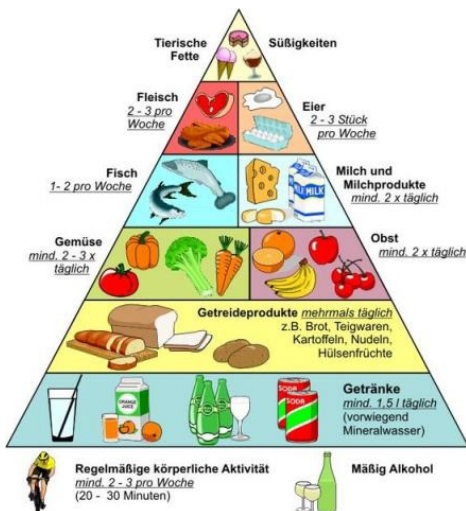 Tierische
Fette
Süßigkeiten
Fleisch
2 - 3 pro
Woche
Eier
2 - 3 Stück
pro Woche
Fisch
1- 2 pro Woche
Milch und
Milchprodukte
mind. 2 x täglich
MILK
MILK
Gemüse
mind. 2 - 3 x
täglich
Obst
mind. 2 x täglich
Getreideprodukte mehrmals täglich
z.B. Brot, Teigwaren,
Kartoffeln, Nudeln,
Hülsenfrüchte
ORANGE
JUICE
SODA
SODA
Getränke
mind. 1,5 l täglich
(vorwiegend
Mineralwasser)
Regelmäßige körperliche Aktivität
mind. 2 - 3 pro Woche
(20 - 30 Minuten)
Mäßig Alkohol